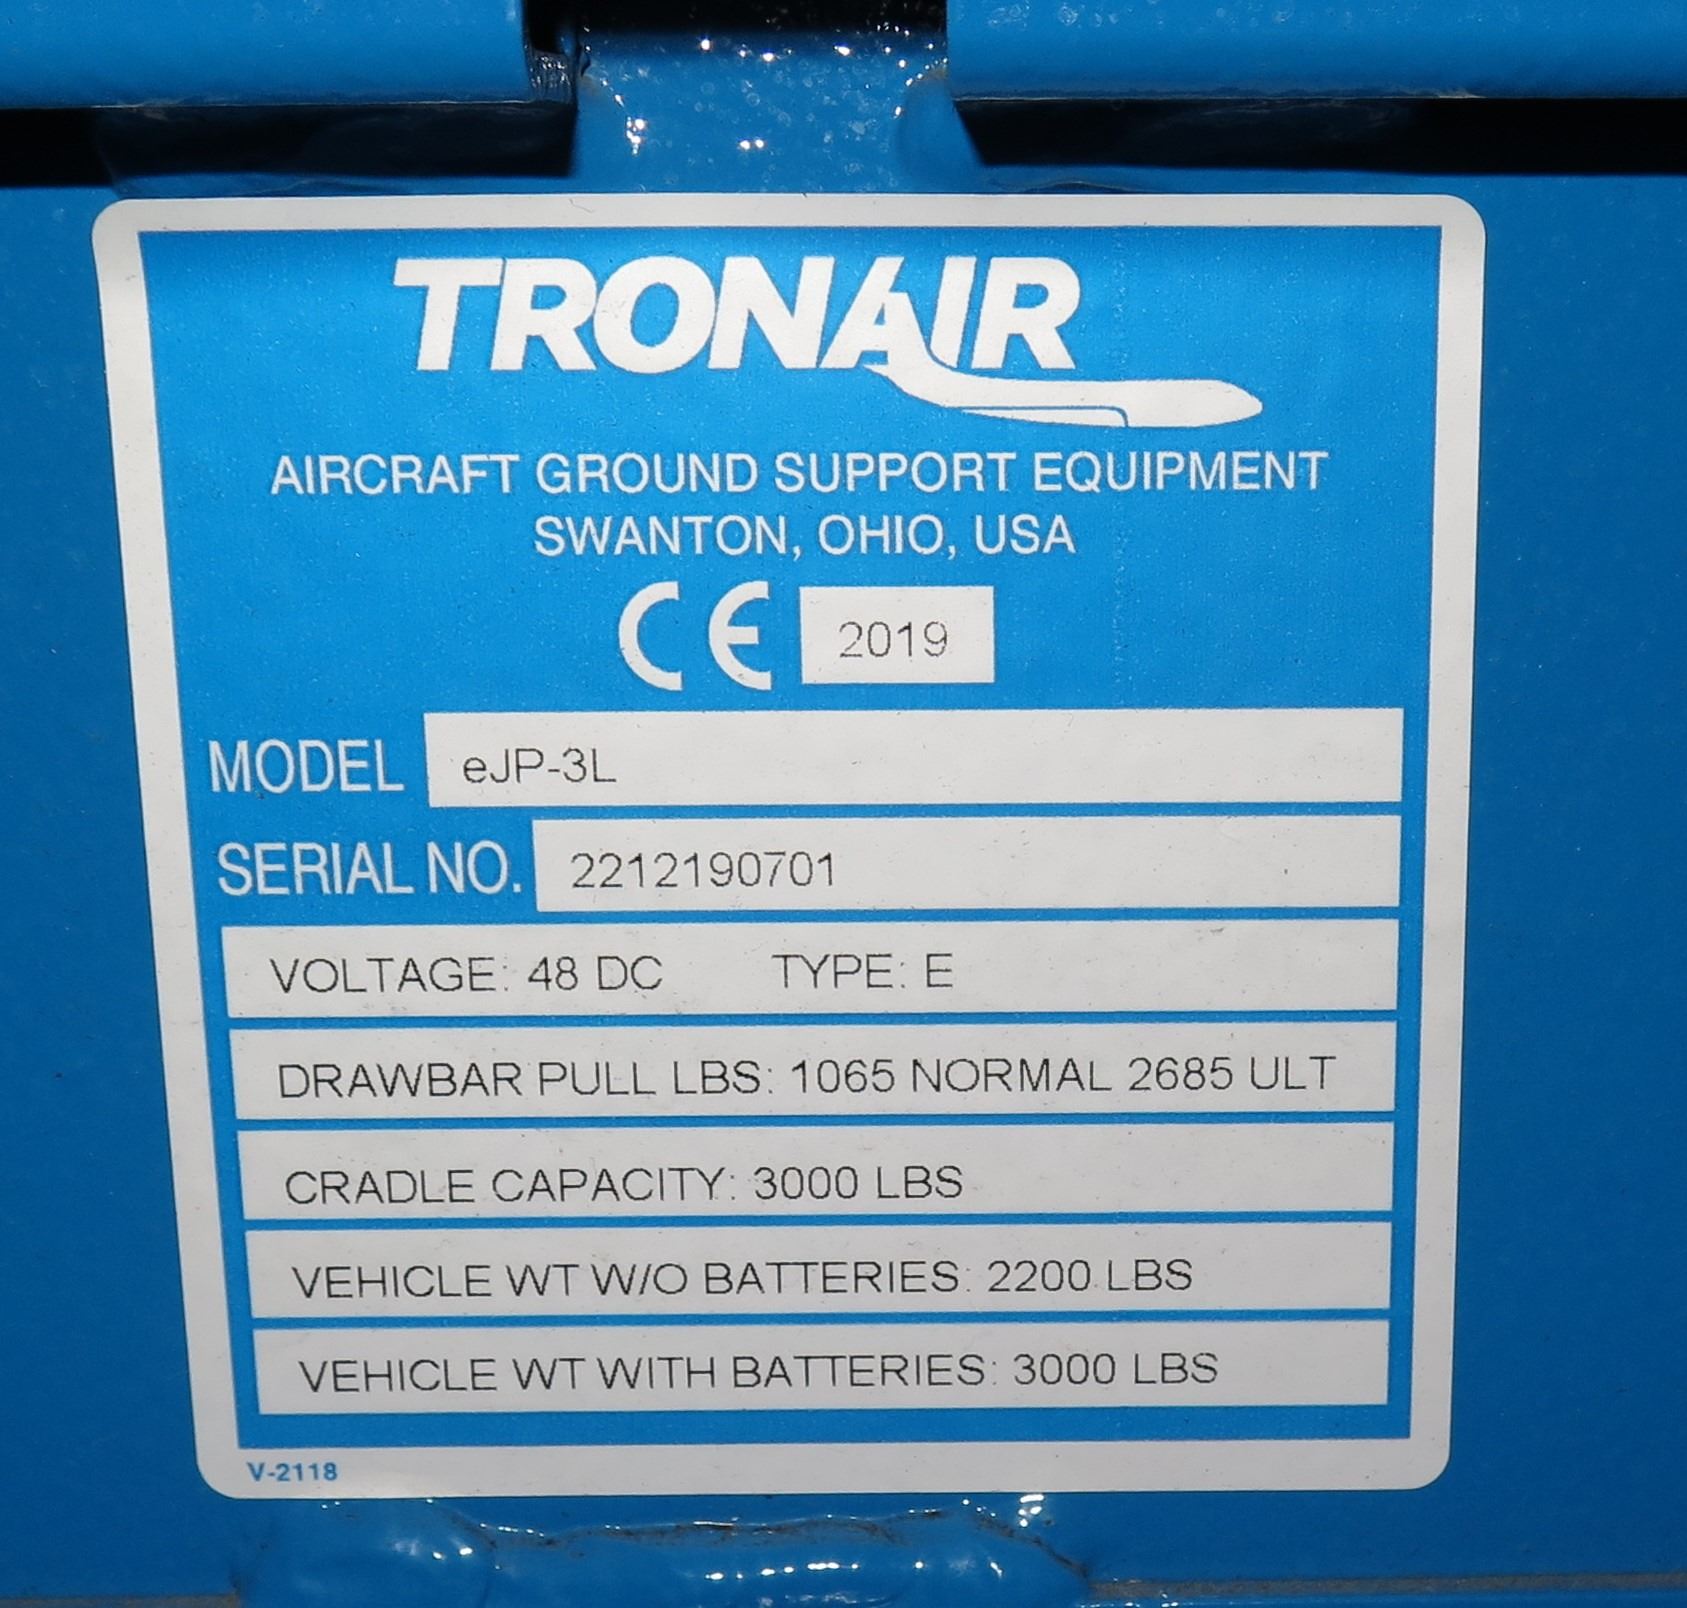 TRONAIR
AIRCRAFT GROUND SUPPORT EQUIPMENT
SWANTON, OHIO, USA
CE 2019
MODEL eJP-3L
SERIAL NO. 2212190701
VOLTAGE: 48 DC TYPE: E
DRAWBAR PULL LBS: 1065 NORMAL 2685 ULT
CRADLE CAPACITY: 3000 LBS
VEHICLE WT W/O BATTERIES: 2200 LBS
VEHICLE WT WITH BATTERIES: 3000 LBS
V-2118